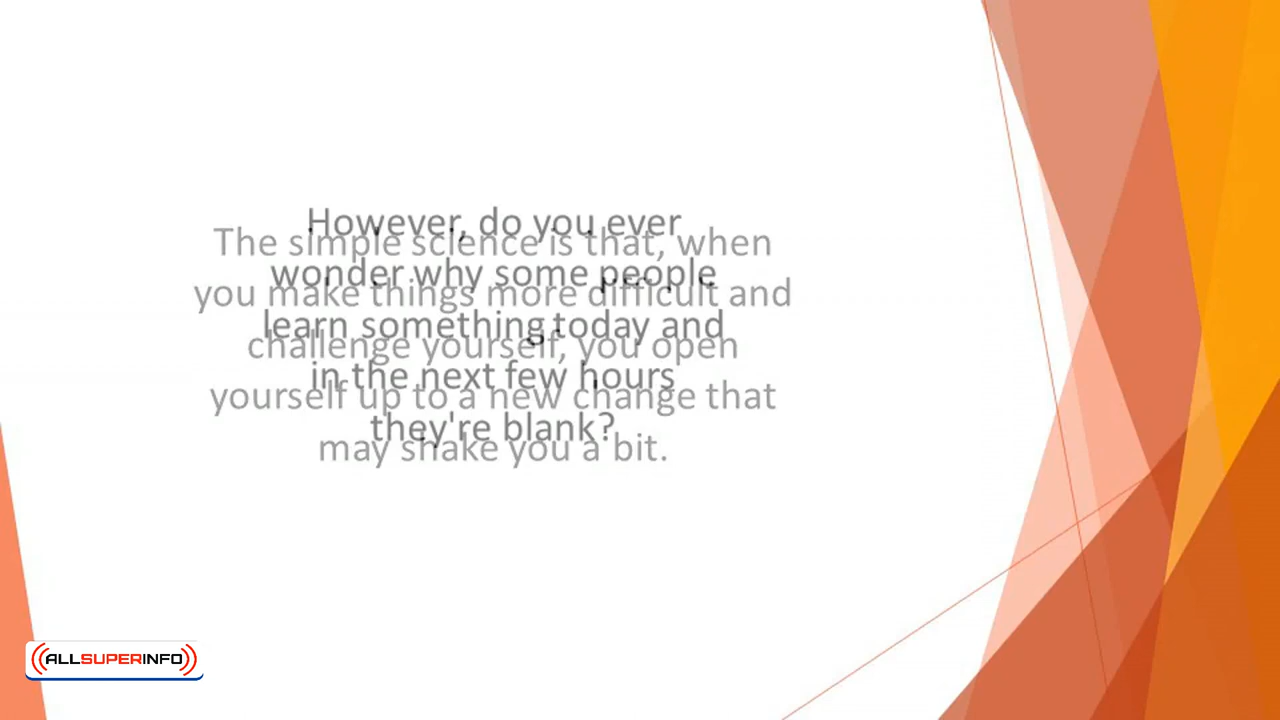 However, do you ever
wonder why some people
learn something today and
in the next few hours
they're blank?
The simple science is that, when
you make things more difficult and
challenge yourself, you open
yourself up to a new change that
may shake you a bit.
ALLSUPERINFO